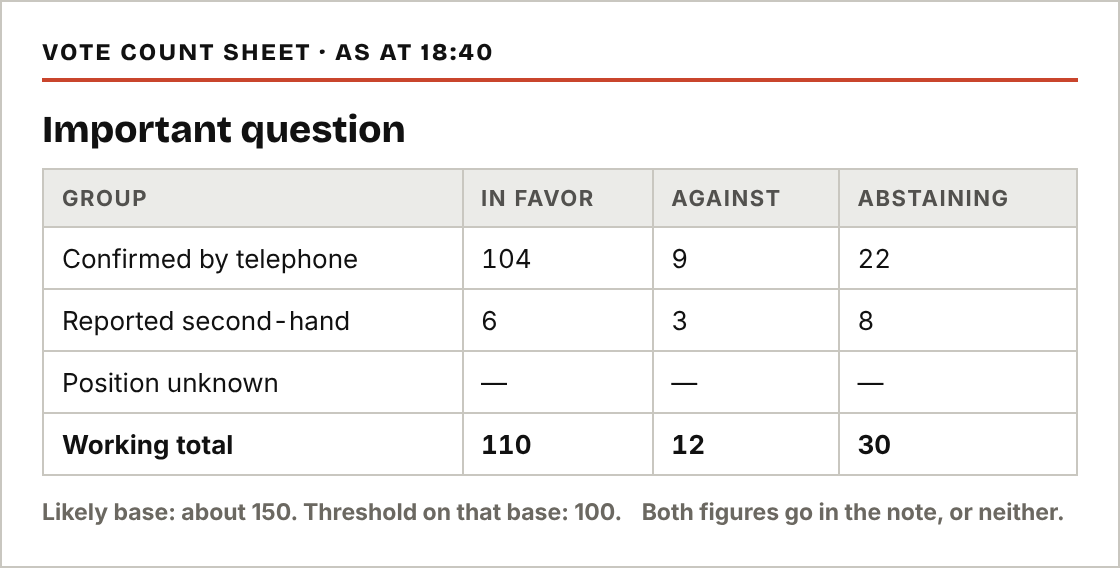 VOTE COUNT SHEET · AS AT 18:40
Important question
GROUP IN FAVOR AGAINST ABSTAINING
Confirmed by telephone 104 9 22
Reported second-hand 6 3 8
Position unknown — — —
Working total 110 12 30
Likely base: about 150. Threshold on that base: 100. Both figures go in the note, or neither.